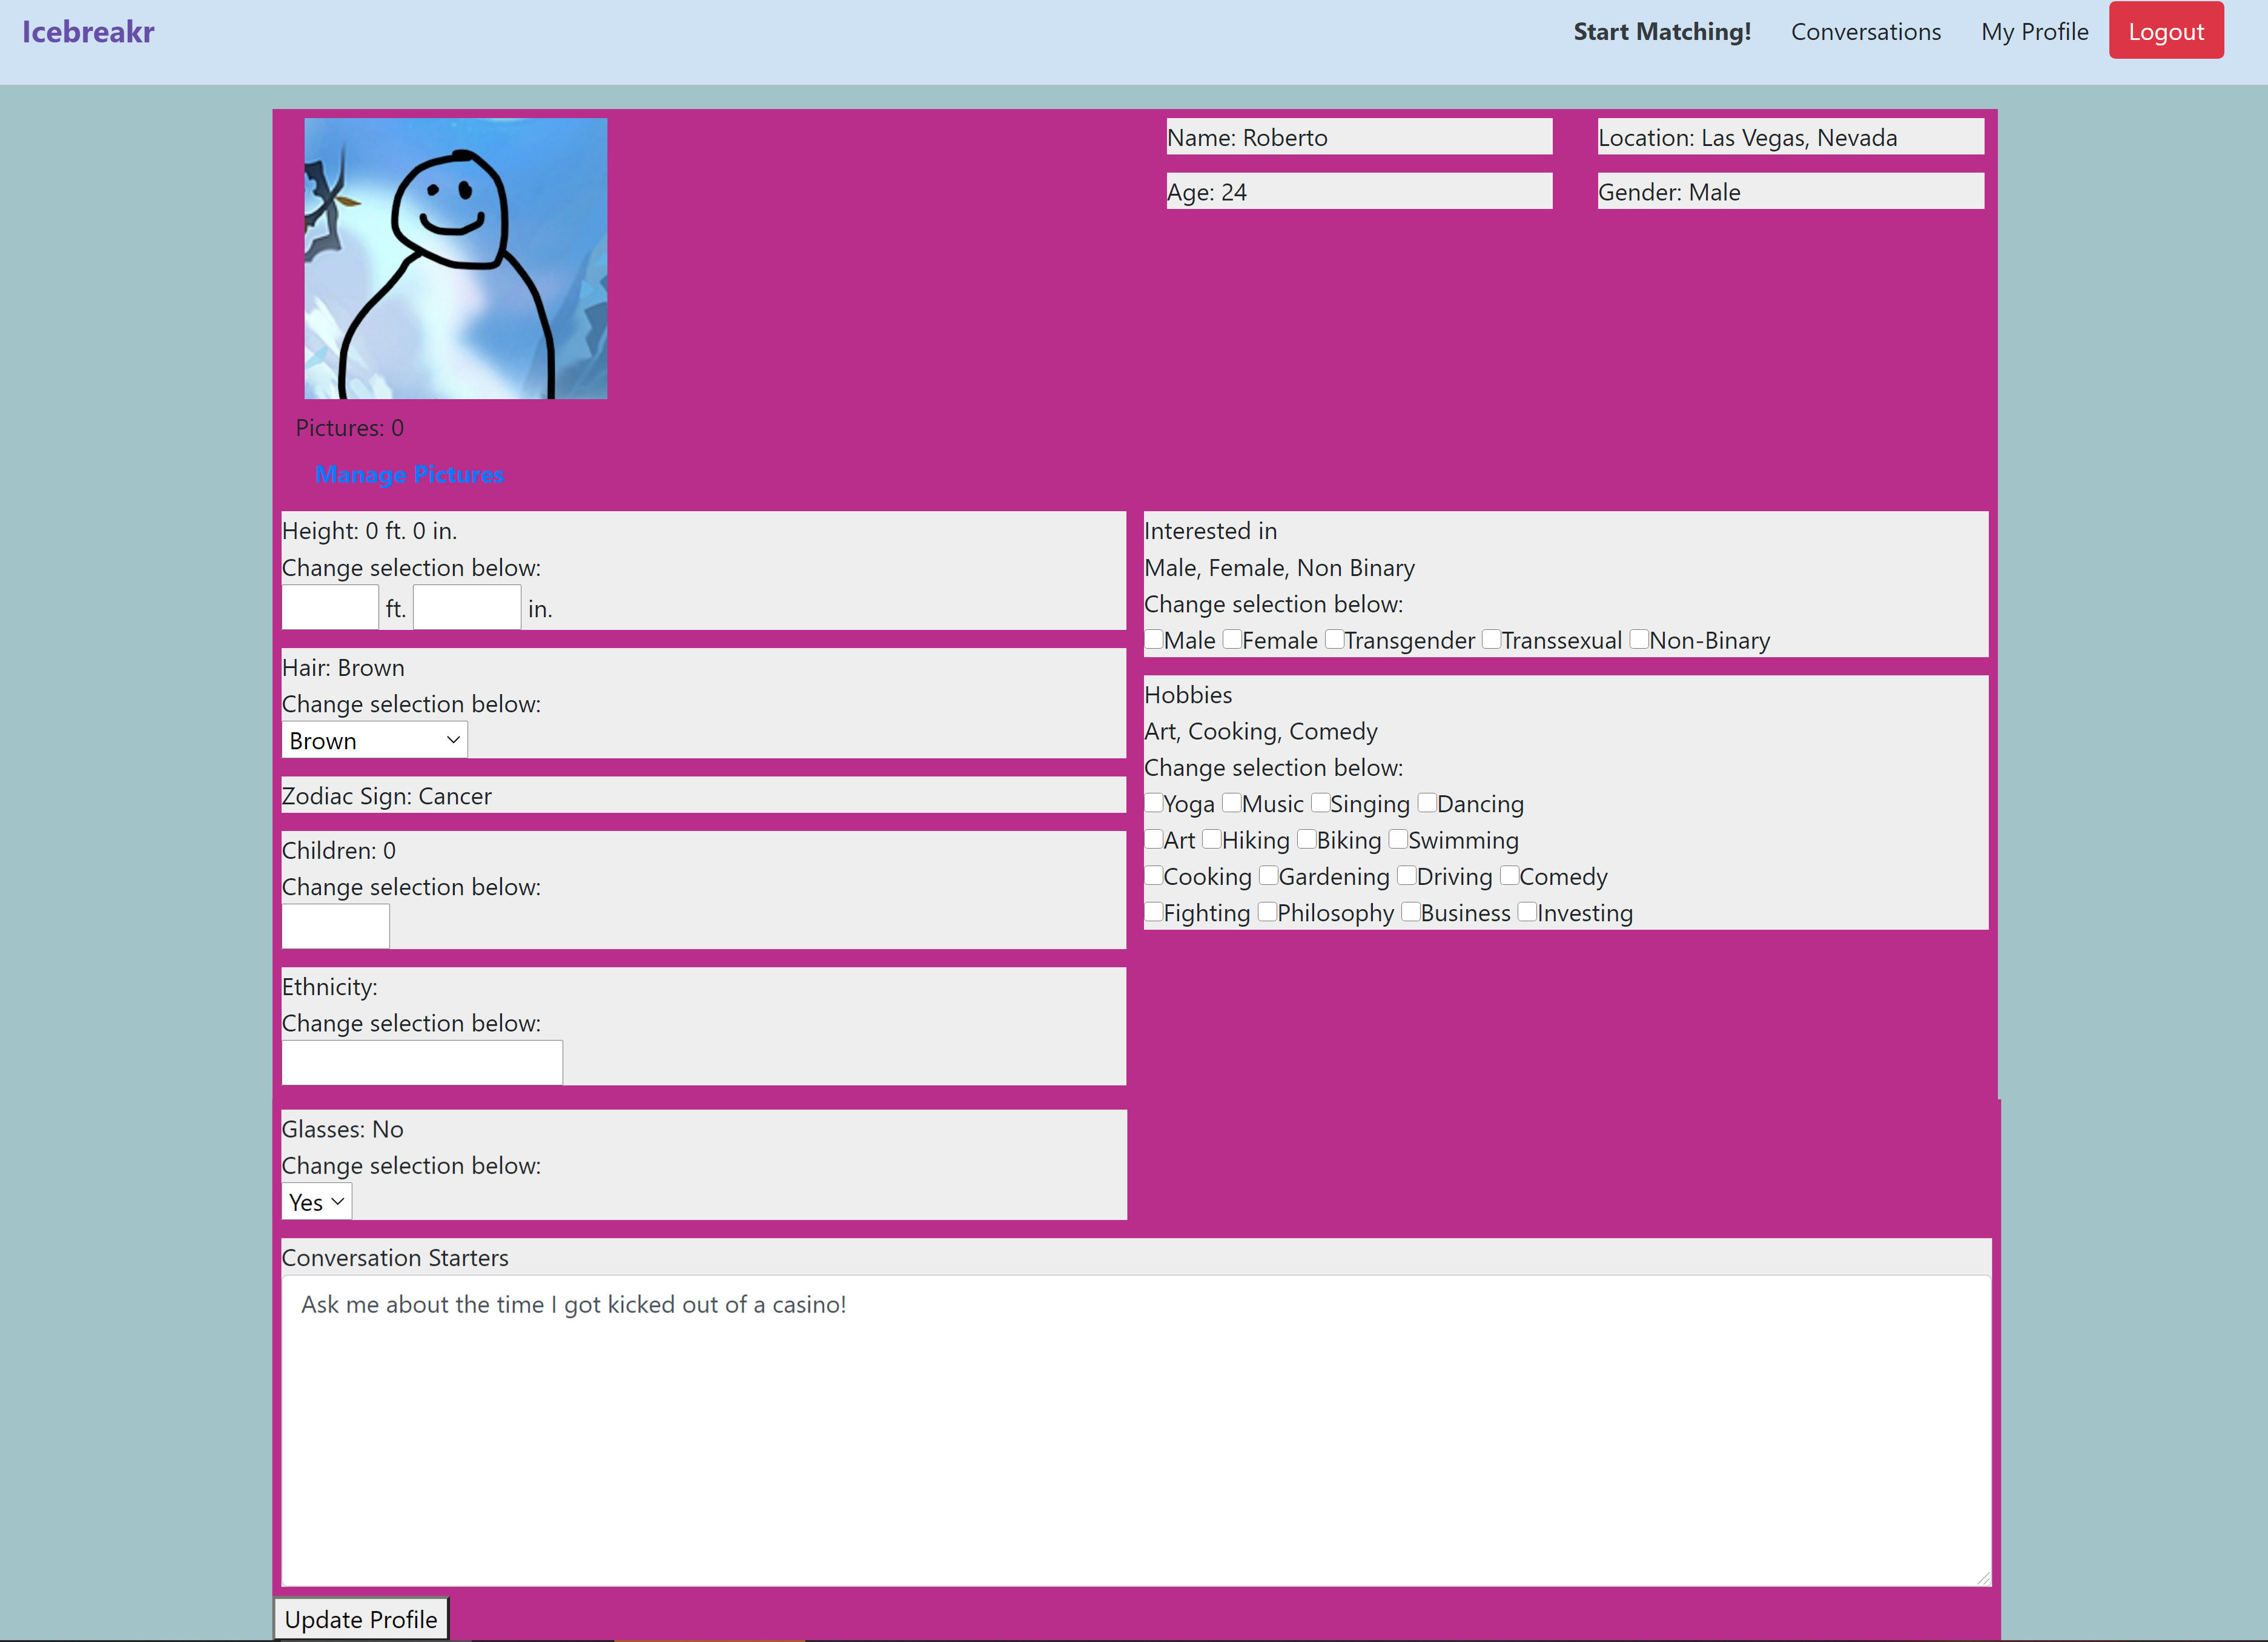 Icebreakr
Start Matching! Conversations My Profile Logout
Name: Roberto
Location: Las Vegas, Nevada
Age: 24
Gender: Male
Pictures: 0
Manage Pictures
Height: 0 ft. 0 in.
Change selection below:
ft. in.
Hair: Brown
Change selection below:
Brown
Zodiac Sign: Cancer
Children: 0
Change selection below:
Ethnicity:
Change selection below:
Glasses: No
Change selection below:
Yes
Interested in
Male, Female, Non Binary
Change selection below:
Male Female Transgender Transsexual Non-Binary
Hobbies
Art, Cooking, Comedy
Change selection below:
Yoga Music Singing Dancing
Art Hiking Biking Swimming
Cooking Gardening Driving Comedy
Fighting Philosophy Business Investing
Conversation Starters
Ask me about the time I got kicked out of a casino!
Update Profile